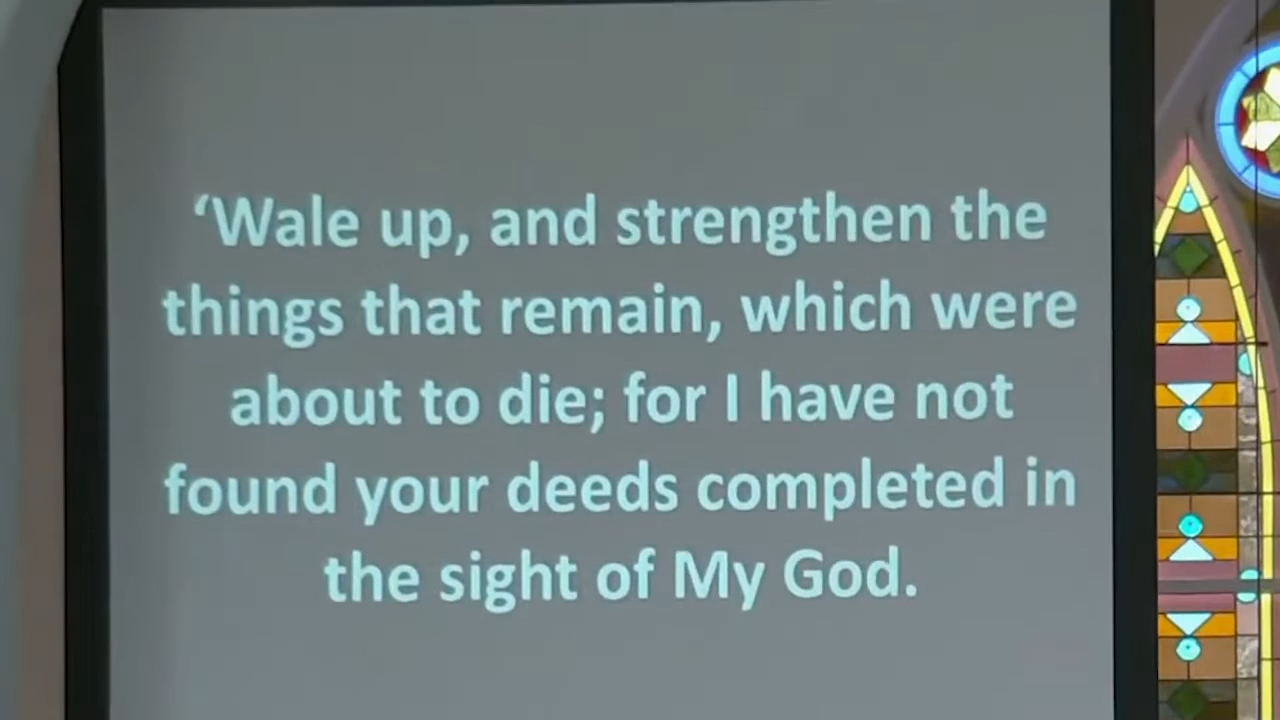 ‘Wale up, and strengthen the
things that remain, which were
about to die; for I have not
found your deeds completed in
the sight of My God.